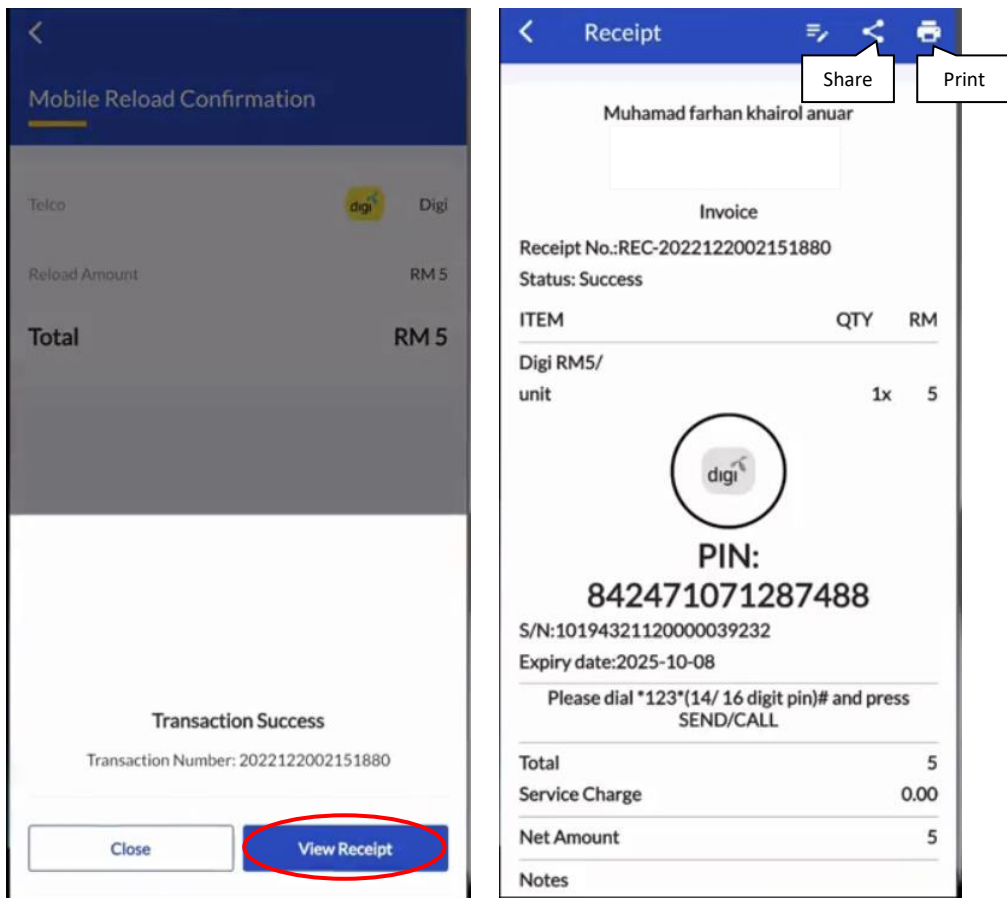 Mobile Reload Confirmation
Telco digi Digi
Reload Amount RM 5
Total RM 5
Transaction Success
Transaction Number: 2022122002151880
Close View Receipt
Receipt
Share Print
Muhamad farhan khairol anuar
Invoice
Receipt No.:REC-2022122002151880
Status: Success
ITEM QTY RM
Digi RM5/
unit 1x 5
digi
PIN:
842471071287488
S/N:10194321120000039232
Expiry date:2025-10-08
Please dial *123*(14/ 16 digit pin)# and press
SEND/CALL
Total 5
Service Charge 0.00
Net Amount 5
Notes